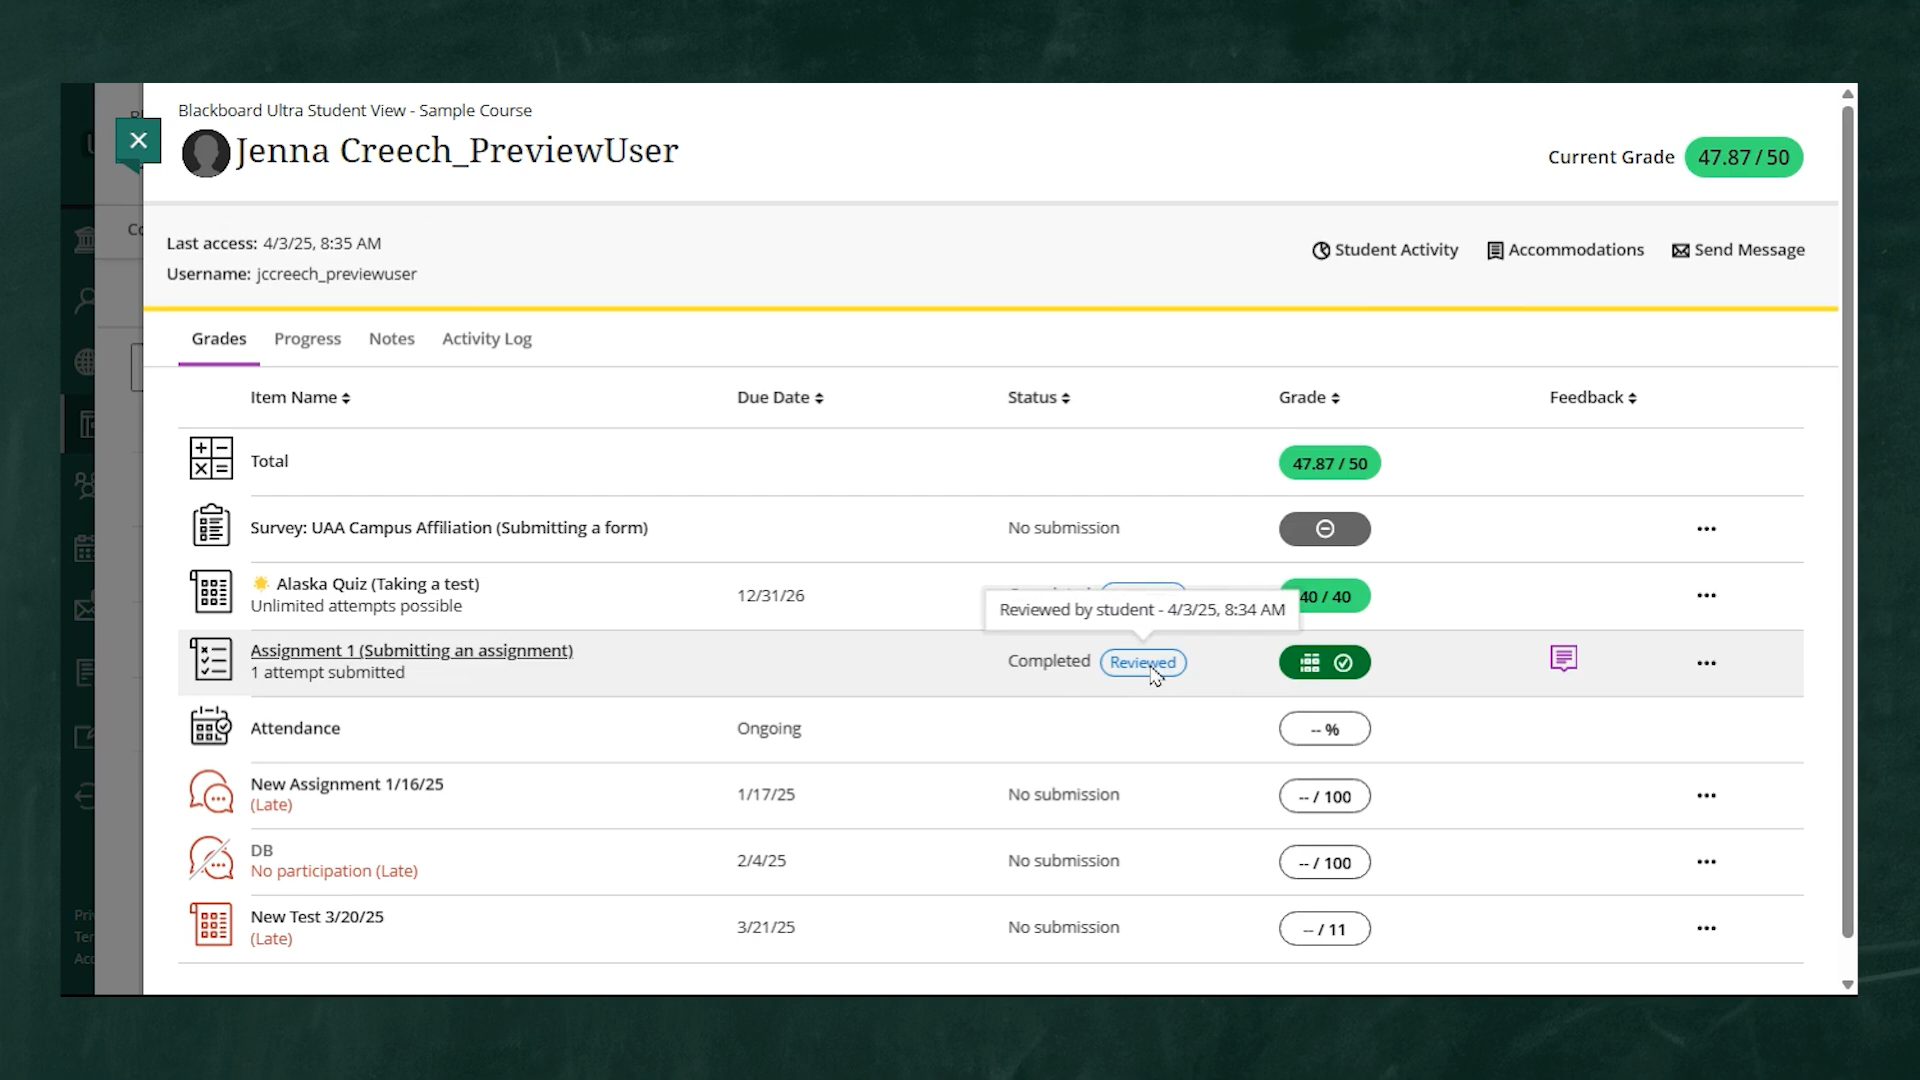 Blackboard Ultra Student View - Sample Course
Jenna Creech_PreviewUser
Current Grade 47.87 / 50
Last access: 4/3/25, 8:35 AM
Username: jccreech_previewuser
Student Activity Accommodations Send Message
Grades Progress Notes Activity Log
Item Name Due Date Status Grade Feedback
Total 47.87 / 50
Survey: UAA Campus Affiliation (Submitting a form) No submission
Alaska Quiz (Taking a test)
Unlimited attempts possible
12/31/26
40 / 40
Reviewed by student - 4/3/25, 8:34 AM
Assignment 1 (Submitting an assignment)
1 attempt submitted
Completed Reviewed
Attendance Ongoing -- %
New Assignment 1/16/25
(Late)
1/17/25 No submission -- / 100
DB
No participation (Late)
2/4/25 No submission -- / 100
New Test 3/20/25
(Late)
3/21/25 No submission -- / 11